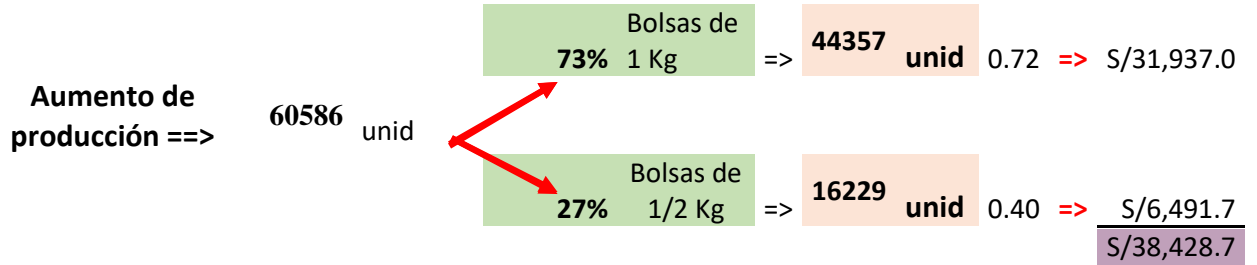 Bolsas de
73% 1 Kg => 44357 unid 0.72 => S/31,937.0
Aumento de
producción ==> 60586 unid
Bolsas de
27% 1/2 Kg => 16229 unid 0.40 => S/6,491.7
S/38,428.7